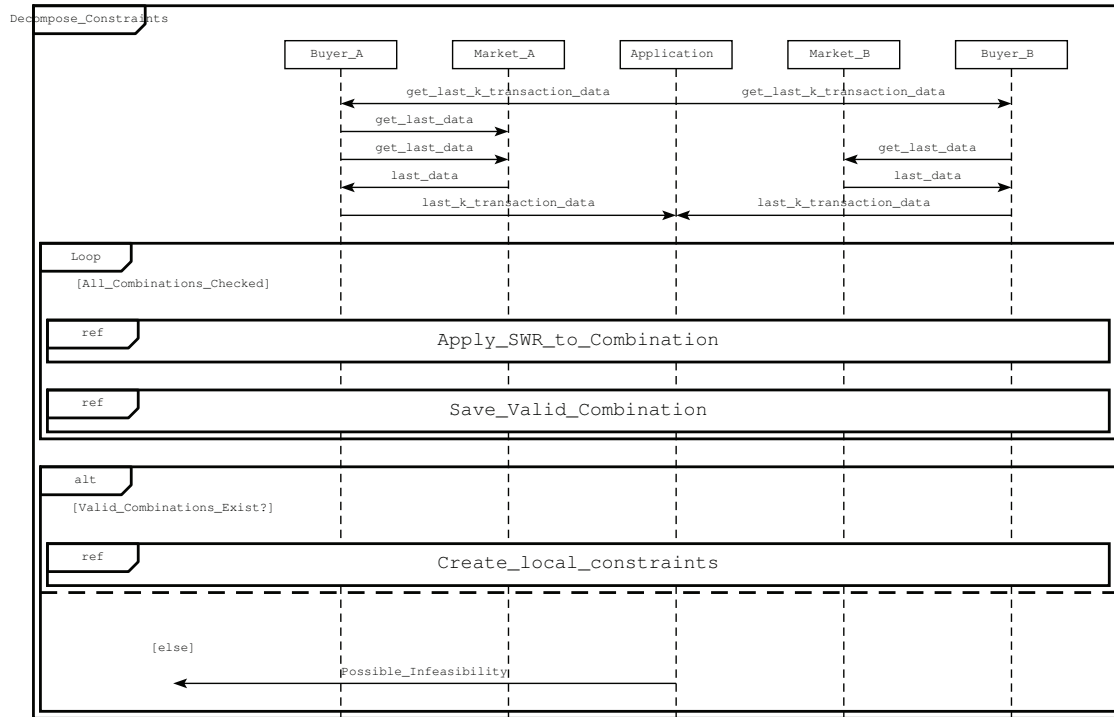 Decompose_Constraints
Buyer_A Market_A Application Market_B Buyer_B
get_last_k_transaction_data get_last_k_transaction_data
get_last_data
get_last_data get_last_data
last_data last_data
last_k_transaction_data last_k_transaction_data
Loop
[All_Combinations_Checked]
ref Apply_SWR_to_Combination
ref Save_Valid_Combination
alt
[Valid_Combinations_Exist?]
ref Create_local_constraints
[else]
Possible_Infeasibility